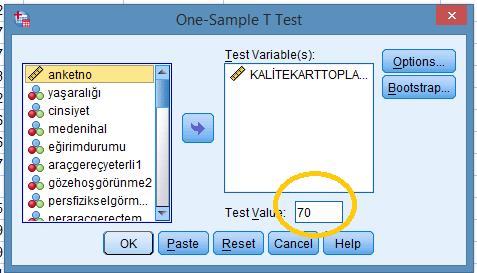 One-Sample T Test
anketno
yaşaralığı
cinsiyet
medenihal
eğirimdurumu
araçgereçyeterli1
gözehoşgörünme2
persfizikselgörm...
peraraçgereçtem
Test Variable(s):
KALİTEKARTTOPLA...
Test Value: 70
Options...
Bootstrap...
OK Paste Reset Cancel Help